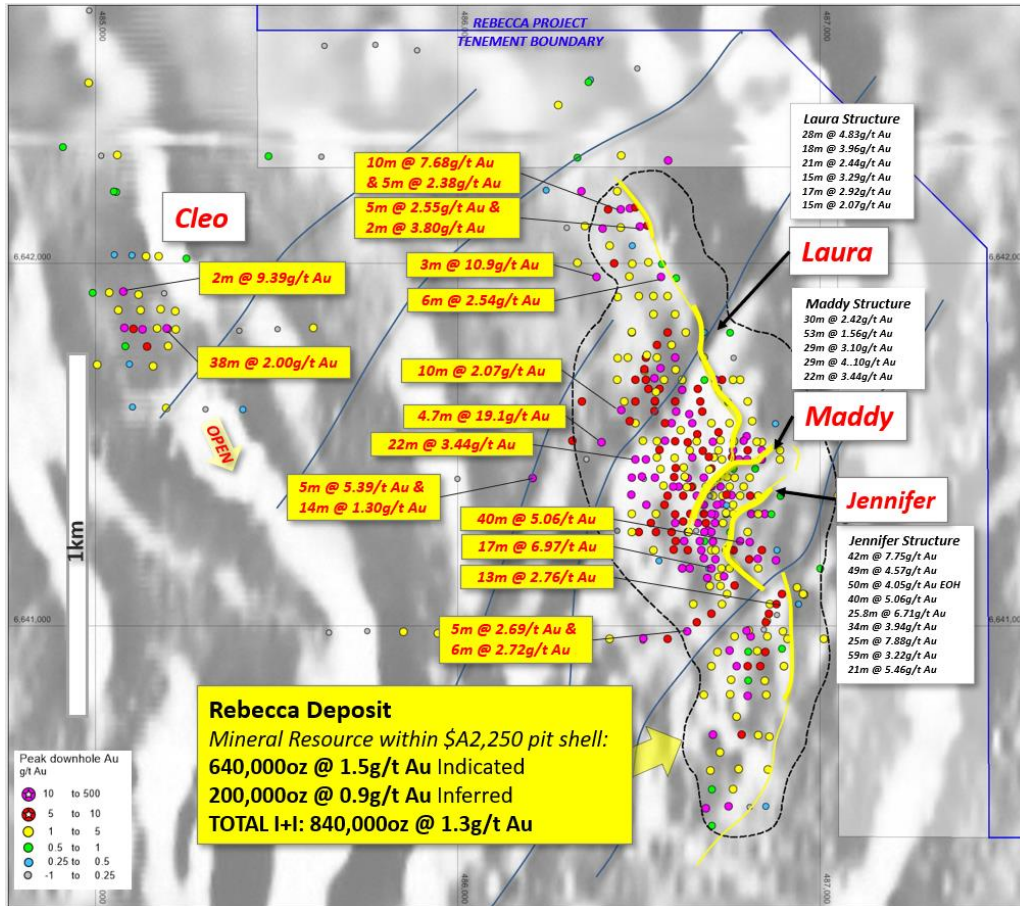 REBECCA PROJECT
TENEMENT BOUNDARY
485,000
486,000
487,000
Laura Structure
28m @ 4.83g/t Au
18m @ 3.96g/t Au
21m @ 2.44g/t Au
15m @ 3.29g/t Au
17m @ 2.92g/t Au
15m @ 2.07g/t Au
10m @ 7.68g/t Au
& 5m @ 2.38g/t Au
5m @ 2.55g/t Au &
2m @ 3.80g/t Au
Cleo
Laura
6,642,000
6,642,000
2m @ 9.39g/t Au
3m @ 10.9g/t Au
6m @ 2.54g/t Au
Maddy Structure
30m @ 2.42g/t Au
53m @ 1.56g/t Au
29m @ 3.10g/t Au
29m @ 4..10g/t Au
22m @ 3.44g/t Au
38m @ 2.00g/t Au
10m @ 2.07g/t Au
4.7m @ 19.1g/t Au
22m @ 3.44g/t Au
Maddy
OPEN
5m @ 5.39/t Au &
14m @ 1.30g/t Au
Jennifer
40m @ 5.06/t Au
17m @ 6.97/t Au
13m @ 2.76/t Au
Jennifer Structure
42m @ 7.75g/t Au
49m @ 4.57g/t Au
50m @ 4.05g/t Au EOH
40m @ 5.06g/t Au
25.8m @ 6.71g/t Au
34m @ 3.94g/t Au
25m @ 7.88g/t Au
59m @ 3.22g/t Au
21m @ 5.46g/t Au
1km
6,641,000
6,641,000
5m @ 2.69/t Au &
6m @ 2.72g/t Au
Rebecca Deposit
Mineral Resource within $A2,250 pit shell:
640,000oz @ 1.5g/t Au Indicated
200,000oz @ 0.9g/t Au Inferred
TOTAL I+I: 840,000oz @ 1.3g/t Au
Peak downhole Au
g/t Au
10 to 500
5 to 10
1 to 5
0.5 to 1
0.25 to 0.5
-1 to 0.25
485,000
486,000
487,000